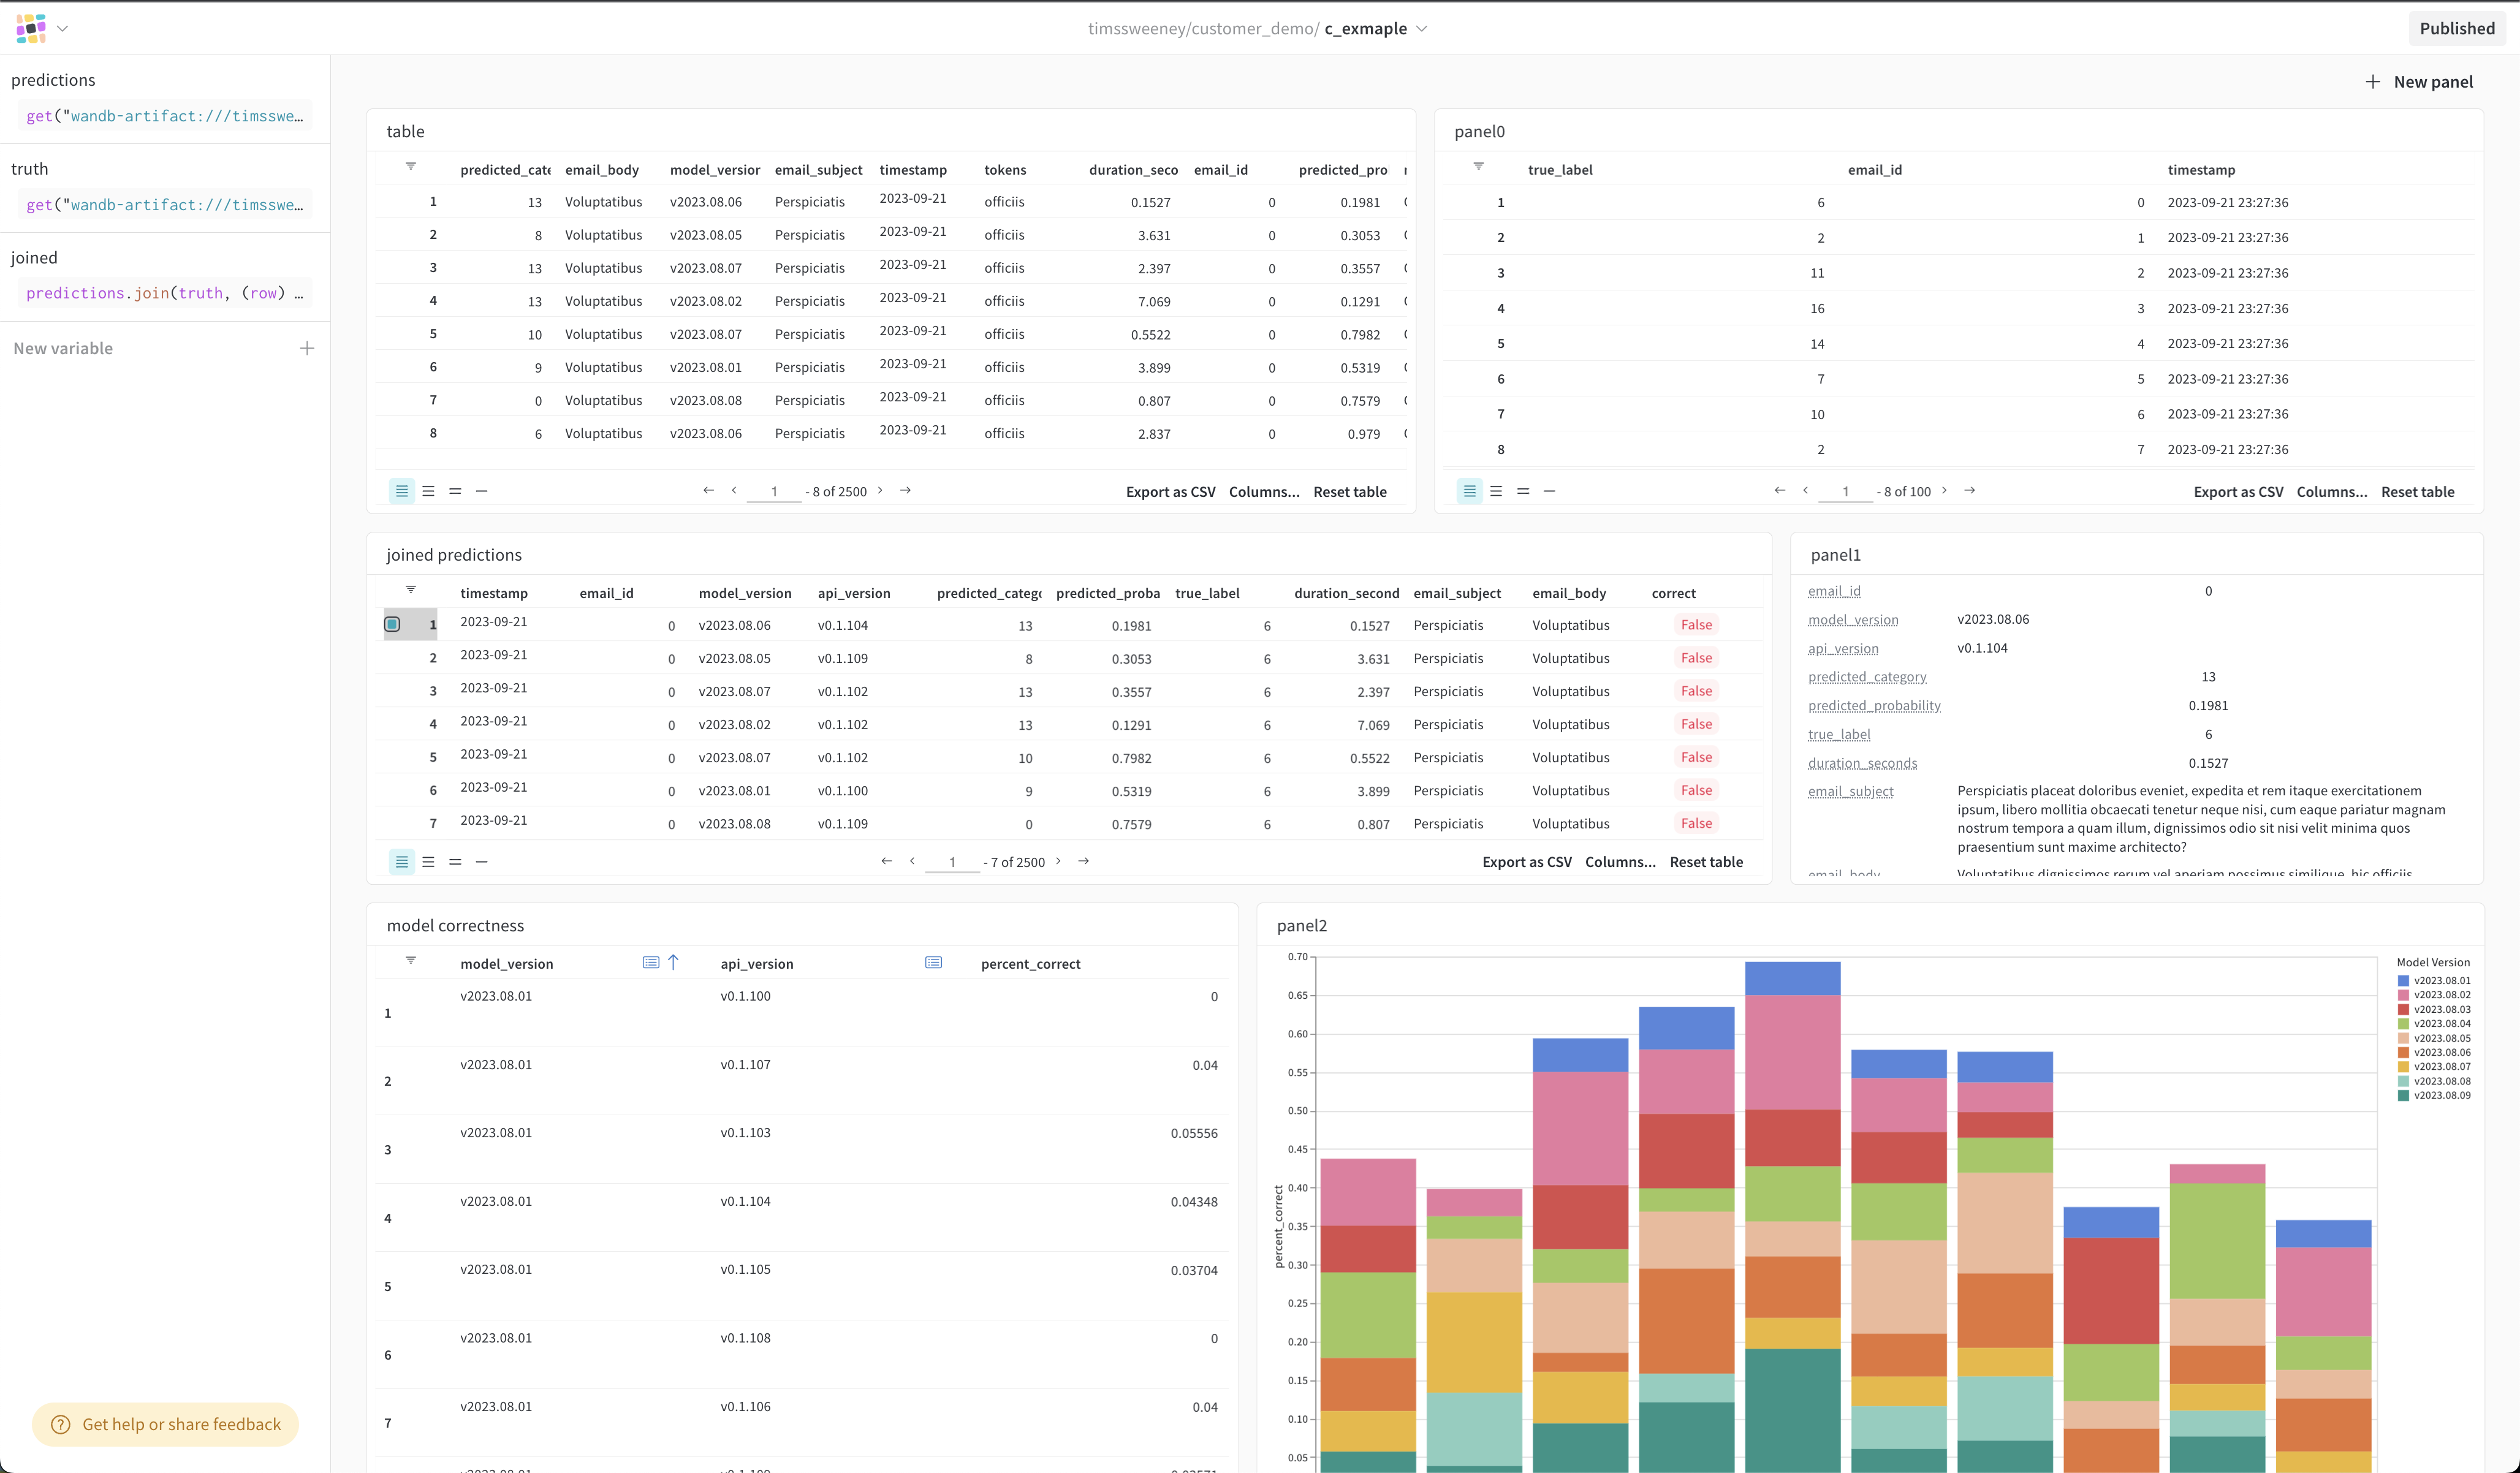 timssweeney/customer_demo/ c_exmaple
Published
predictions
get("wandb-artifact:///timsswe…
truth
get("wandb-artifact:///timsswe…
joined
predictions.join(truth, (row) …
New variable
New panel
table
predicted_cate email_body model_version email_subject timestamp tokens duration_seco email_id predicted_pro
1 13 Voluptatibus v2023.08.06 Perspiciatis 2023-09-21 officiis 0.1527 0 0.1981
2 8 Voluptatibus v2023.08.05 Perspiciatis 2023-09-21 officiis 3.631 0 0.3053
3 13 Voluptatibus v2023.08.07 Perspiciatis 2023-09-21 officiis 2.397 0 0.3557
4 13 Voluptatibus v2023.08.02 Perspiciatis 2023-09-21 officiis 7.069 0 0.1291
5 10 Voluptatibus v2023.08.07 Perspiciatis 2023-09-21 officiis 0.5522 0 0.7982
6 9 Voluptatibus v2023.08.01 Perspiciatis 2023-09-21 officiis 3.899 0 0.5319
7 0 Voluptatibus v2023.08.08 Perspiciatis 2023-09-21 officiis 0.807 0 0.7579
8 6 Voluptatibus v2023.08.06 Perspiciatis 2023-09-21 officiis 2.837 0 0.979
1 - 8 of 2500 Export as CSV Columns... Reset table
panel0
true_label email_id timestamp
1 6 0 2023-09-21 23:27:36
2 2 1 2023-09-21 23:27:36
3 11 2 2023-09-21 23:27:36
4 16 3 2023-09-21 23:27:36
5 14 4 2023-09-21 23:27:36
6 7 5 2023-09-21 23:27:36
7 10 6 2023-09-21 23:27:36
8 2 7 2023-09-21 23:27:36
1 - 8 of 100 Export as CSV Columns... Reset table
joined predictions
timestamp email_id model_version api_version predicted_catego predicted_proba true_label duration_second email_subject email_body correct
1 2023-09-21 0 v2023.08.06 v0.1.104 13 0.1981 6 0.1527 Perspiciatis Voluptatibus False
2 2023-09-21 0 v2023.08.05 v0.1.109 8 0.3053 6 3.631 Perspiciatis Voluptatibus False
3 2023-09-21 0 v2023.08.07 v0.1.102 13 0.3557 6 2.397 Perspiciatis Voluptatibus False
4 2023-09-21 0 v2023.08.02 v0.1.102 13 0.1291 6 7.069 Perspiciatis Voluptatibus False
5 2023-09-21 0 v2023.08.07 v0.1.102 10 0.7982 6 0.5522 Perspiciatis Voluptatibus False
6 2023-09-21 0 v2023.08.01 v0.1.100 9 0.5319 6 3.899 Perspiciatis Voluptatibus False
7 2023-09-21 0 v2023.08.08 v0.1.109 0 0.7579 6 0.807 Perspiciatis Voluptatibus False
1 - 7 of 2500 Export as CSV Columns... Reset table
panel1
email_id 0
model_version v2023.08.06
api_version v0.1.104
predicted_category 13
predicted_probability 0.1981
true_label 6
duration_seconds 0.1527
email_subject Perspiciatis placeat doloribus eveniet, expedita et rem itaque exercitationem
ipsum, libero mollitia obcaecati tenetur neque nisi, cum eaque pariatur magnam
nostrum tempora a quam illum, dignissimos odio sit nisi velit minima quos
praesentium sunt maxime architecto?
email_body Voluptatibus dignissimos rerum vel aperiam possimus similique, hic officiis
model correctness
model_version api_version percent_correct
1 v2023.08.01 v0.1.100 0
2 v2023.08.01 v0.1.107 0.04
3 v2023.08.01 v0.1.103 0.05556
4 v2023.08.01 v0.1.104 0.04348
5 v2023.08.01 v0.1.105 0.03704
6 v2023.08.01 v0.1.108 0
7 v2023.08.01 v0.1.106 0.04
panel2
percent_correct
0.70
0.65
0.60
0.55
0.50
0.45
0.40
0.35
0.30
0.25
0.20
0.15
0.10
0.05
Model Version
v2023.08.01
v2023.08.02
v2023.08.03
v2023.08.04
v2023.08.05
v2023.08.06
v2023.08.07
v2023.08.08
v2023.08.09
Get help or share feedback